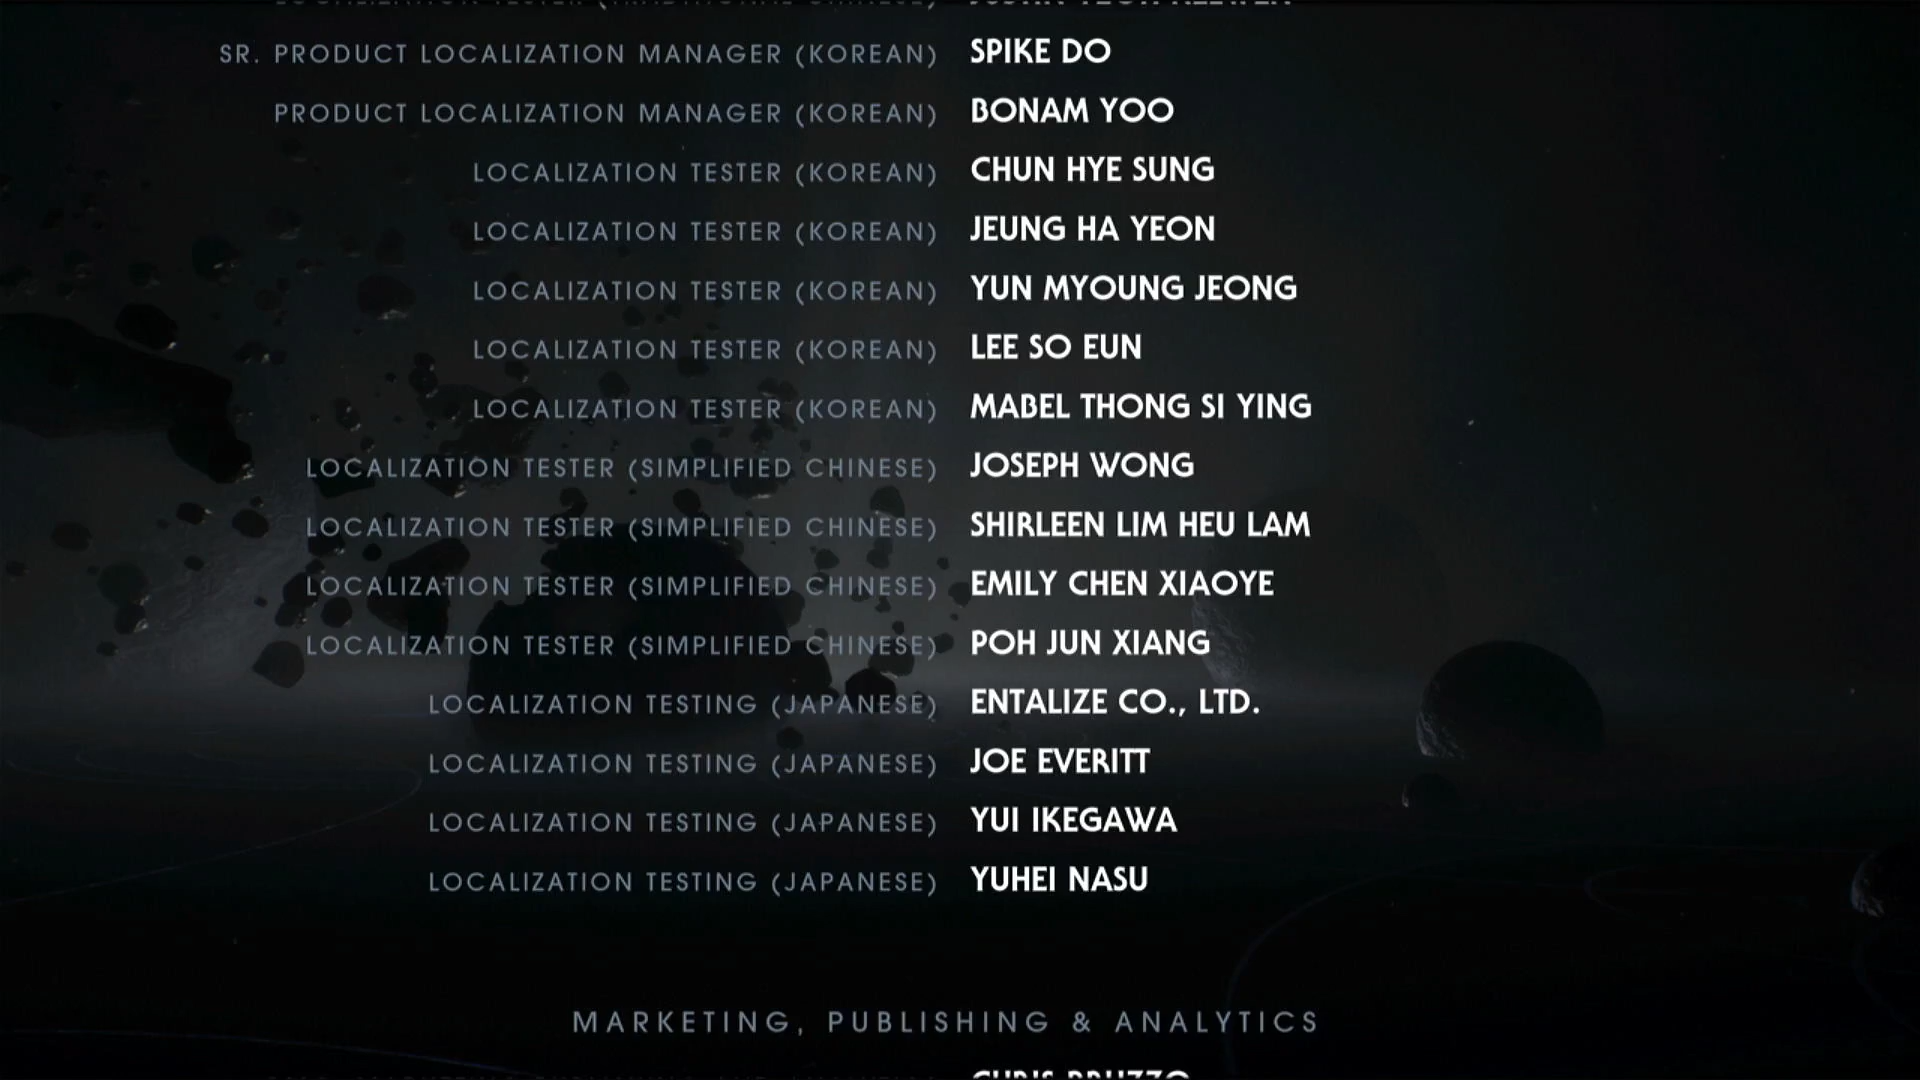 SR. PRODUCT LOCALIZATION MANAGER (KOREAN) SPIKE DO
PRODUCT LOCALIZATION MANAGER (KOREAN) BONAM YOO
LOCALIZATION TESTER (KOREAN) CHUN HYE SUNG
LOCALIZATION TESTER (KOREAN) JEUNG HA YEON
LOCALIZATION TESTER (KOREAN) YUN MYOUNG JEONG
LOCALIZATION TESTER (KOREAN) LEE SO EUN
LOCALIZATION TESTER (KOREAN) MABEL THONG SI YING
LOCALIZATION TESTER (SIMPLIFIED CHINESE) JOSEPH WONG
LOCALIZATION TESTER (SIMPLIFIED CHINESE) SHIRLEEN LIM HEU LAM
LOCALIZATION TESTER (SIMPLIFIED CHINESE) EMILY CHEN XIAOYE
LOCALIZATION TESTER (SIMPLIFIED CHINESE) POH JUN XIANG
LOCALIZATION TESTING (JAPANESE) ENTALIZE CO., LTD.
LOCALIZATION TESTING (JAPANESE) JOE EVERITT
LOCALIZATION TESTING (JAPANESE) YUI IKEGAWA
LOCALIZATION TESTING (JAPANESE) YUHEI NASU
MARKETING, PUBLISHING & ANALYTICS